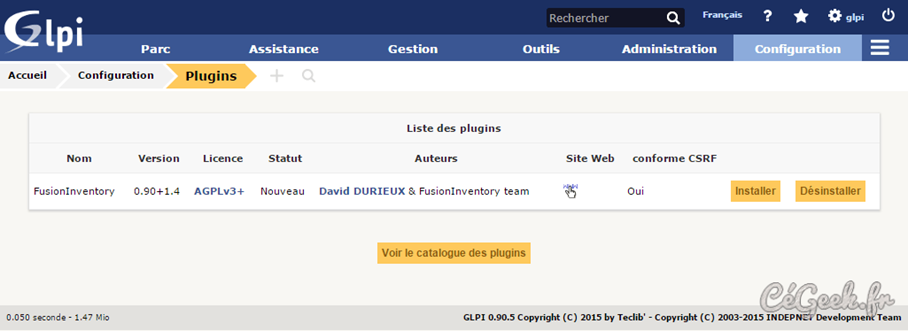 Glpi
Rechercher
Français
?
glpi
Parc Assistance Gestion Outils Administration Configuration
Accueil Configuration Plugins
Liste des plugins
Nom Version Licence Statut Auteurs Site Web conforme CSRF
FusionInventory 0.90+1.4 AGPLv3+ Nouveau David DURIEUX & FusionInventory team Oui Installer Désinstaller
Voir le catalogue des plugins
CéGeek.fr
0.050 seconde - 1.47 Mio
GLPI 0.90.5 Copyright (C) 2015 by Teclib' - Copyright (C) 2003-2015 INDEPNET Development Team